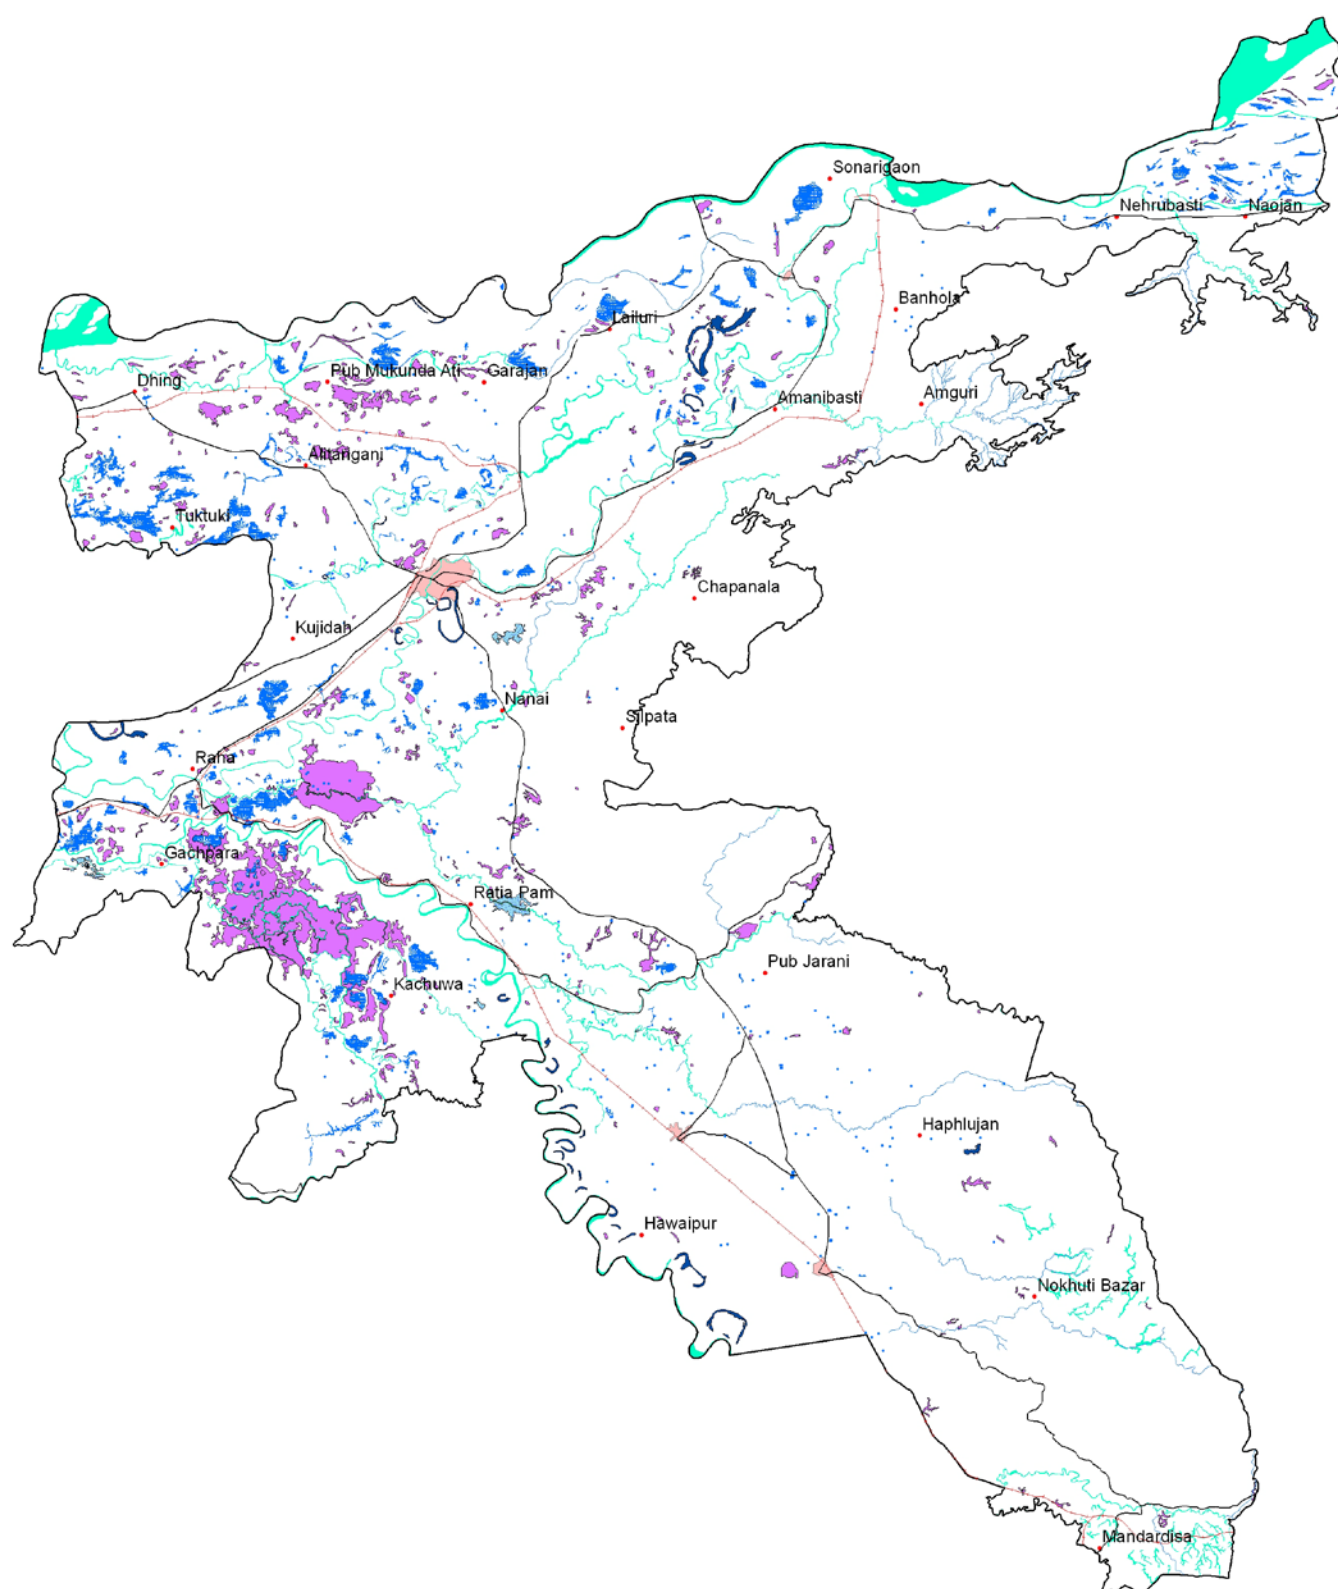 Sonarigaon
Nehrubasti
Naojan
Banhola
Lailuri
Pub Mukunda Ati
Garajan
Dhing
Amguri
Amanibasti
Alitangani
Tuktuki
Chapanala
Kujidah
Nanai
Silpata
Raha
Gachpara
Ratia Pam
Pub Jarani
Kachuwa
Haphlujan
Hawaipur
Nokhuti Bazar
Mandardisa